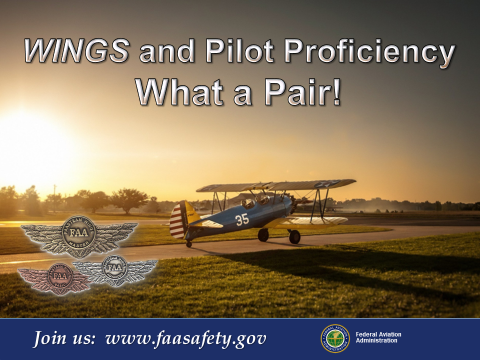 WINGS and Pilot Proficiency
What a Pair!
35
FAA
FAA
FAA
Join us: www.faasafety.gov
Federal Aviation
Administration